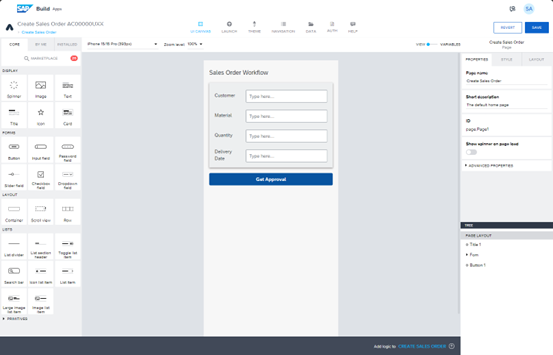 SAP Build Apps
SA
Create Sales Order AC00000UXX
Create Sales Order
UI CANVAS
LAUNCH
THEME
NAVIGATION
DATA
AUTH
HELP
REVERT
SAVE
CORE
BY ME
INSTALLED
iPhone 15/15 Pro (393px)
Zoom level: 100%
VIEW
VARIABLES
Create Sales Order
Page
MARKETPLACE
PROPERTIES
STYLE
LAYOUT
DISPLAY
Spinner
Image
Text
Title
Icon
Card
FORMS
Button
Input field
Password field
Slider field
Checkbox field
Dropdown field
LAYOUT
Container
Scroll view
Row
LISTS
List divider
List section header
Toggle list item
Search bar
Icon list item
List item
Large image list item
Image list item
PRIMITIVES
Sales Order Workflow
Customer
Type here...
Material
Type here...
Quantity
Type here...
Delivery Date
Type here...
Get Approval
Page name
Create Sales Order
Short description
The default home page
ID
page.Page1
Show spinner on page load
ADVANCED PROPERTIES
TREE
PAGE LAYOUT
Title 1
Form
Button 1
Add logic to CREATE SALES ORDER